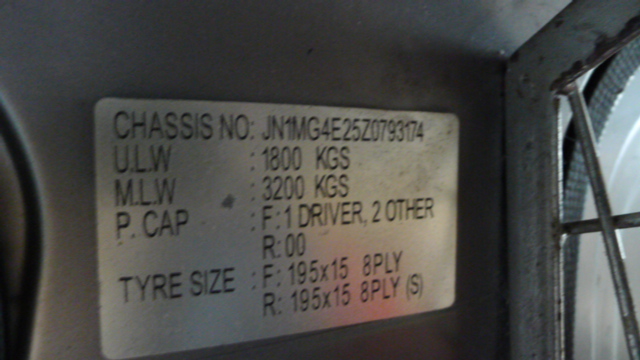 CHASSIS NO: JN1MG4E25Z0793174
U.L.W : 1800 KGS
M.L.W : 3200 KGS
P. CAP : F: 1 DRIVER, 2 OTHER
R: 00
TYRE SIZE : F: 195x15 8PLY
R: 195x15 8PLY (S)